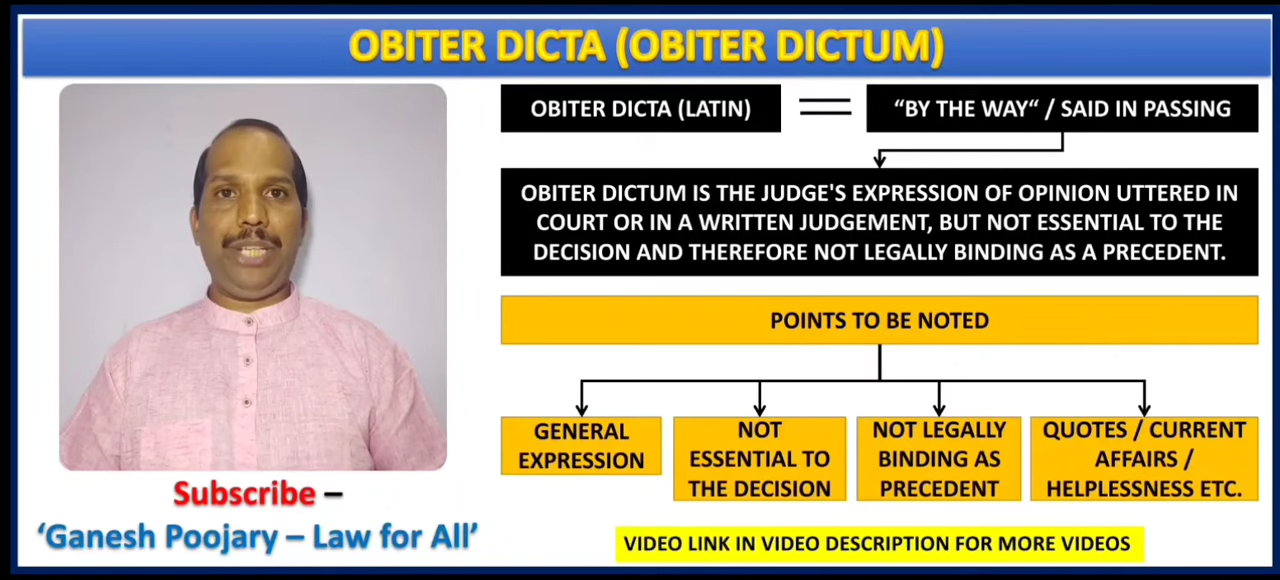 OBITER DICTA (OBITER DICTUM)
OBITER DICTA (LATIN)
“BY THE WAY“ / SAID IN PASSING
OBITER DICTUM IS THE JUDGE'S EXPRESSION OF OPINION UTTERED IN
COURT OR IN A WRITTEN JUDGEMENT, BUT NOT ESSENTIAL TO THE
DECISION AND THEREFORE NOT LEGALLY BINDING AS A PRECEDENT.
POINTS TO BE NOTED
GENERAL
EXPRESSION
NOT
ESSENTIAL TO
THE DECISION
NOT LEGALLY
BINDING AS
PRECEDENT
QUOTES / CURRENT
AFFAIRS /
HELPLESSNESS ETC.
Subscribe –
‘Ganesh Poojary – Law for All’
VIDEO LINK IN VIDEO DESCRIPTION FOR MORE VIDEOS